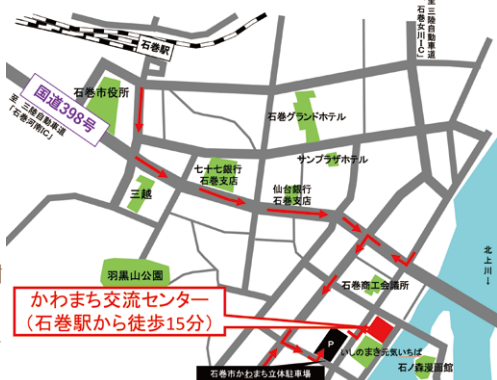 石巻駅
至 三陸自動車道
「石巻女川IC」
国道398号
石巻市役所
至 三陸自動車道
「石巻河南IC」
石巻グランドホテル
サンプラザホテル
七十七銀行
石巻支店
仙台銀行
石巻支店
三越
北上川→
羽黒山公園
石巻商工会議所
かわまち交流センター
（石巻駅から徒歩15分）
P
いしのまき元気いちば
石ノ森漫画館
石巻市かわまち立体駐車場